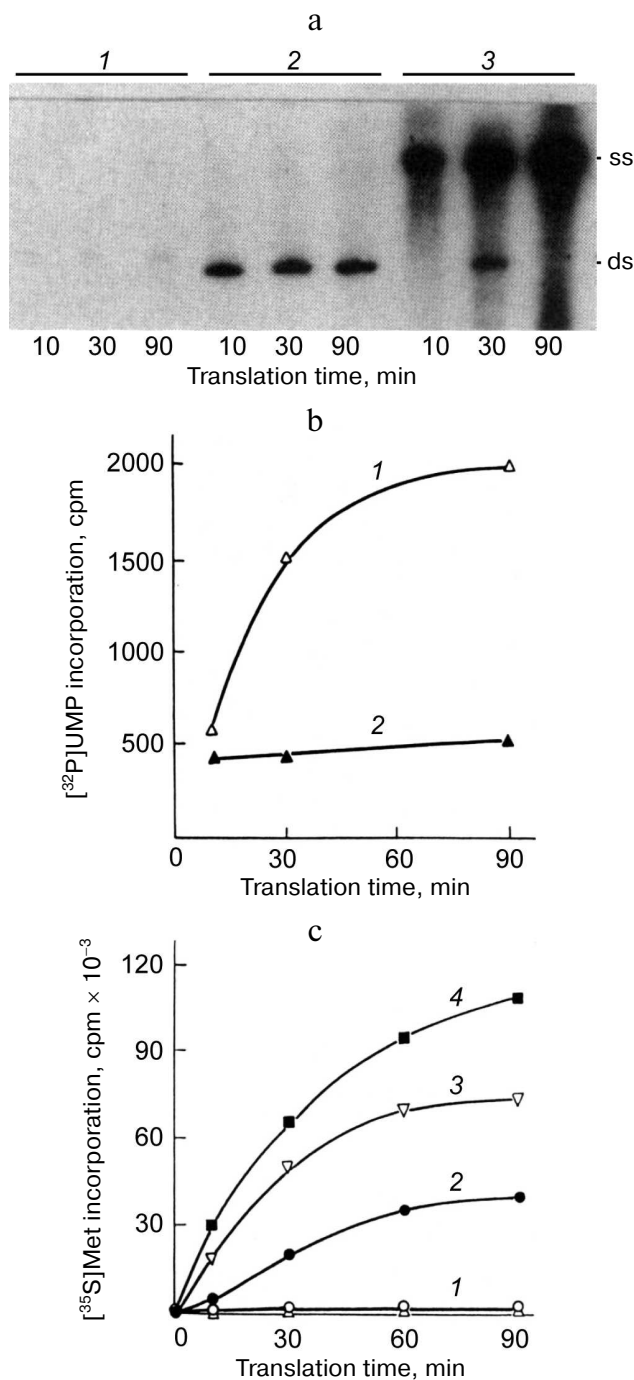 a
1 2 3
ss
ds
10 30 90 10 30 90 10 30 90
Translation time, min
b
[³²P]UMP incorporation, cpm
2000
1500
1000
500
0 30 60 90
1
2
Translation time, min
c
[³⁵S]Met incorporation, cpm × 10⁻³
120
90
60
30
0 30 60 90
4
3
2
1
Translation time, min